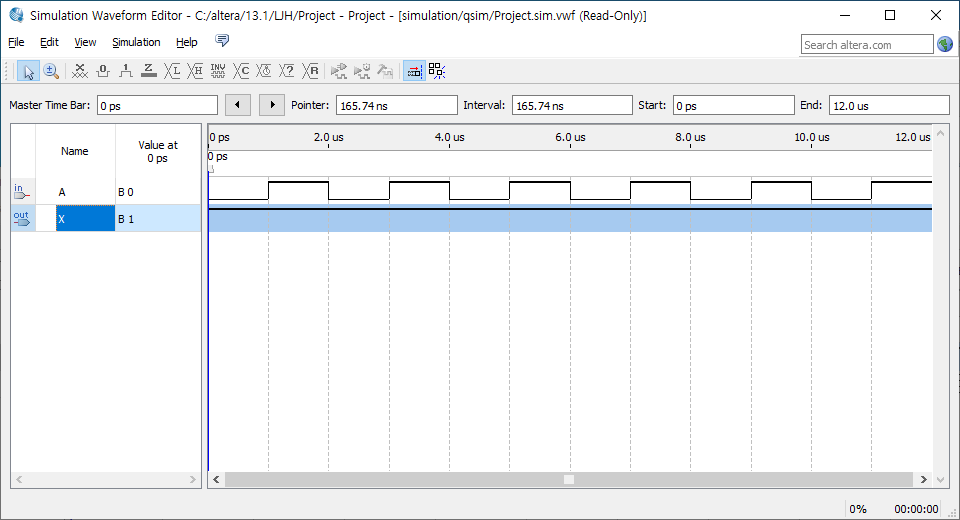 Simulation Waveform Editor - C:/altera/13.1/LJH/Project - Project - [simulation/qsim/Project.sim.vwf (Read-Only)]
File Edit View Simulation Help
Search altera.com
Master Time Bar: 0 ps Pointer: 165.74 ns Interval: 165.74 ns Start: 0 ps End: 12.0 us
Name Value at
0 ps
0 ps 2.0 us 4.0 us 6.0 us 8.0 us 10.0 us 12.0 us
0 ps
in A B 0
out X B 1
0% 00:00:00